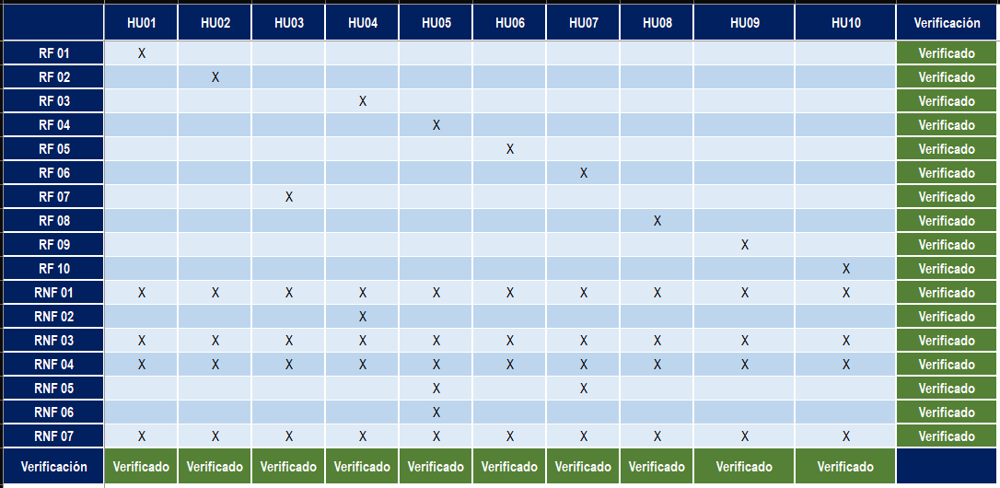 HU01 HU02 HU03 HU04 HU05 HU06 HU07 HU08 HU09 HU10 Verificación
RF 01 X Verificado
RF 02 X Verificado
RF 03 X Verificado
RF 04 X Verificado
RF 05 X Verificado
RF 06 X Verificado
RF 07 X Verificado
RF 08 X Verificado
RF 09 X Verificado
RF 10 X Verificado
RNF 01 X X X X X X X X X X Verificado
RNF 02 X Verificado
RNF 03 X X X X X X X X X X Verificado
RNF 04 X X X X X X X X X X Verificado
RNF 05 X X Verificado
RNF 06 X Verificado
RNF 07 X X X X X X X X X X Verificado
Verificación Verificado Verificado Verificado Verificado Verificado Verificado Verificado Verificado Verificado Verificado